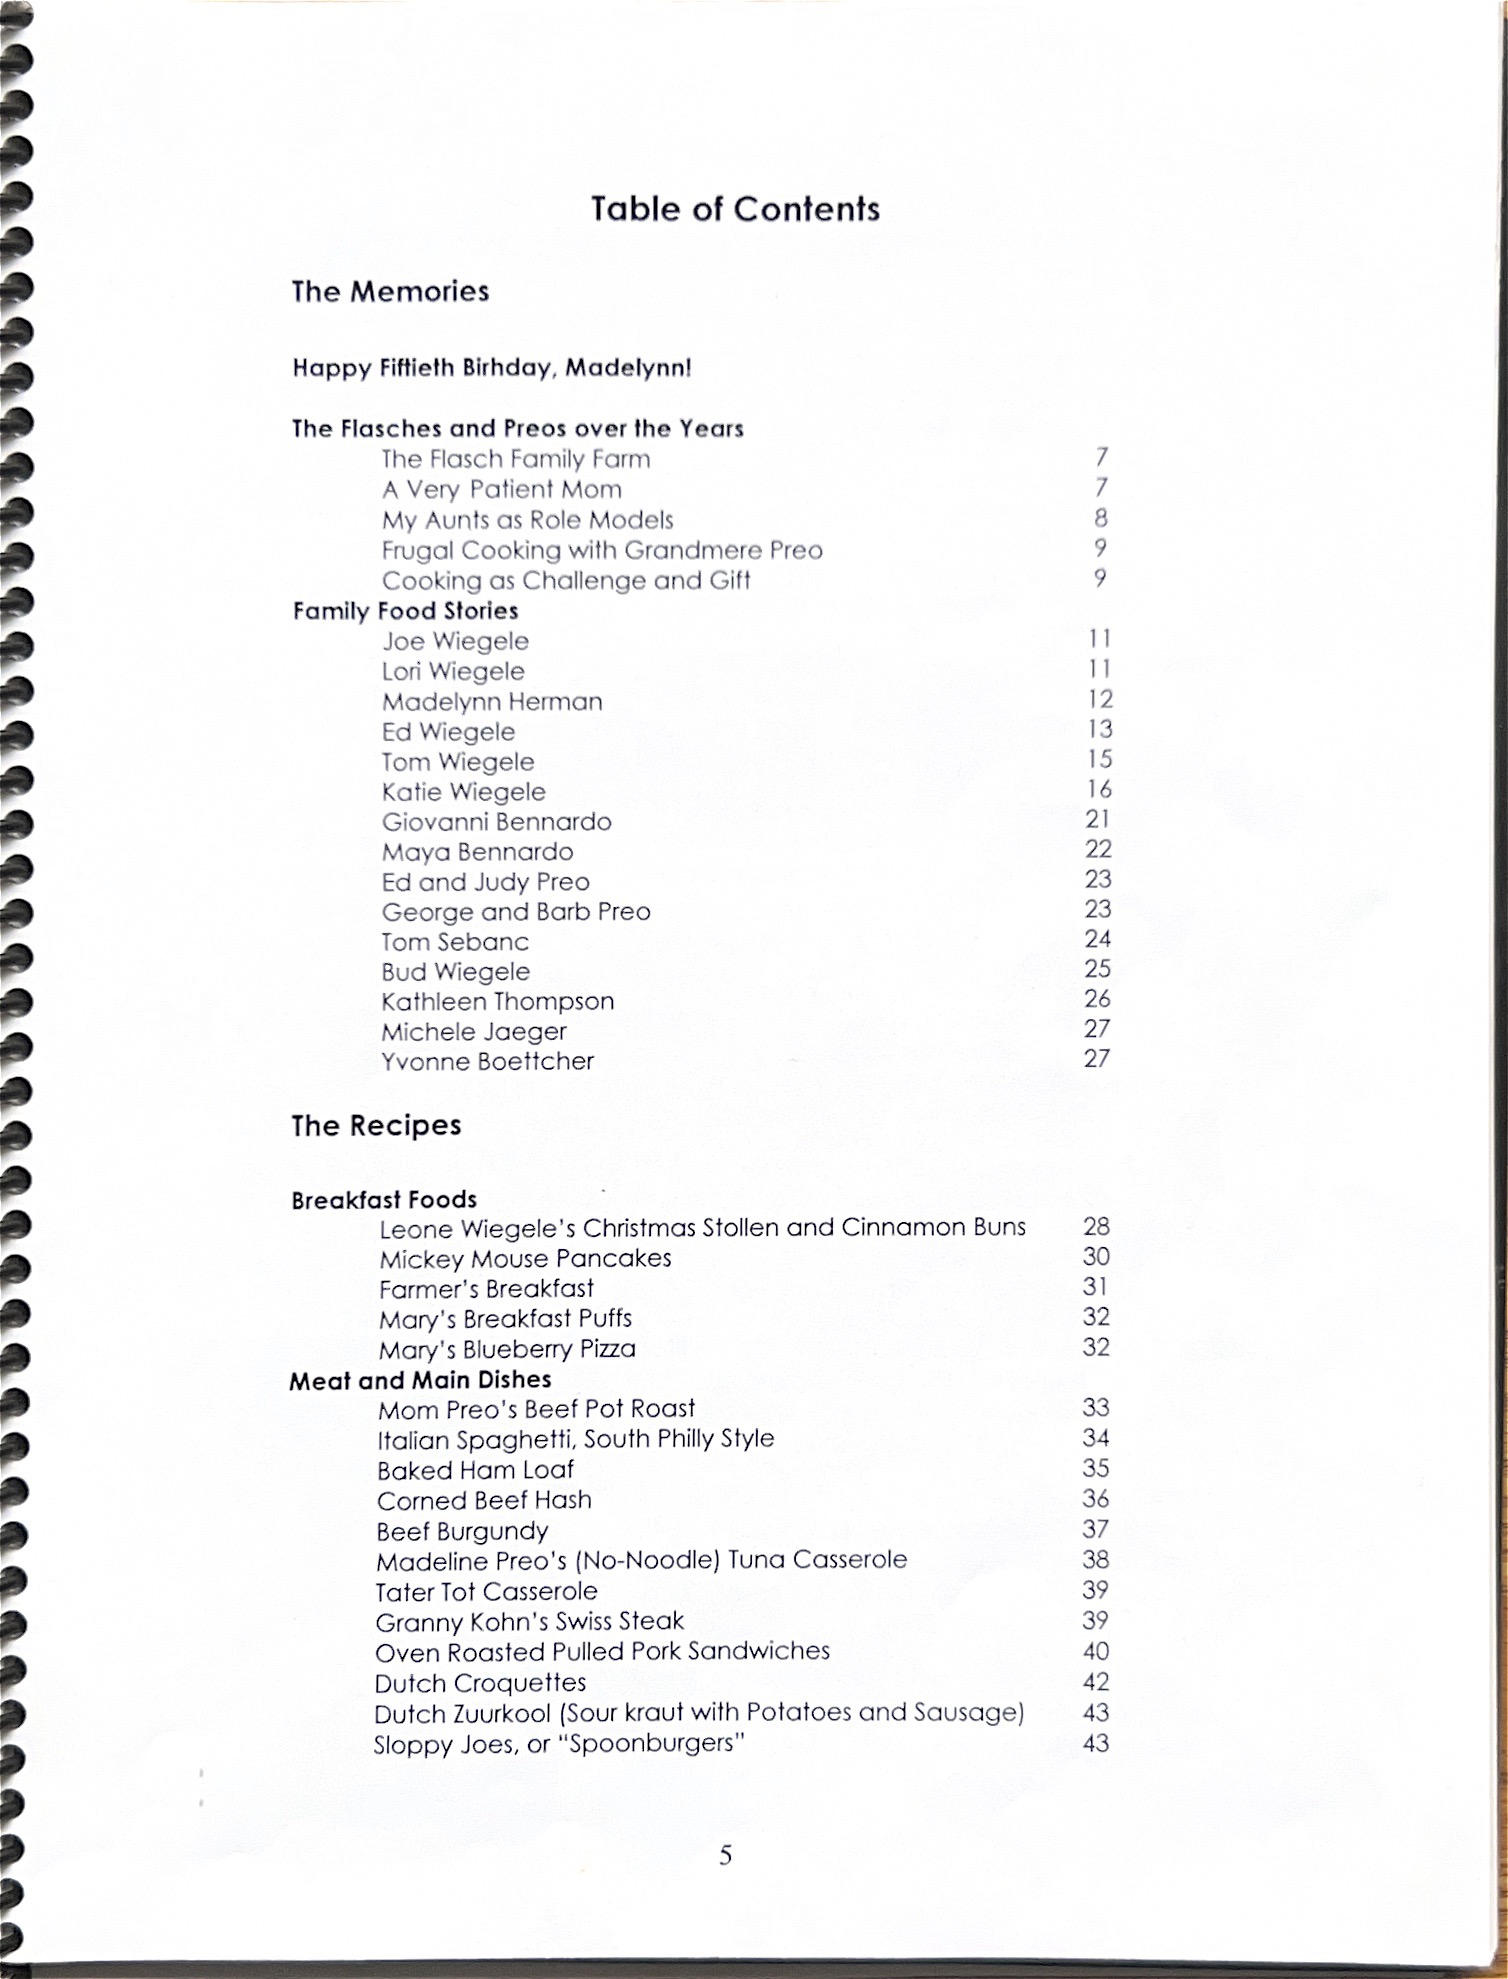 Table of Contents
The Memories
Happy Fiftieth Birhday, Madelynn!
The Flasches and Preos over the Years
The Flasch Family Farm 7
A Very Patient Mom 7
My Aunts as Role Models 8
Frugal Cooking with Grandmere Preo 9
Cooking as Challenge and Gift 9
Family Food Stories
Joe Wiegele 11
Lori Wiegele 11
Madelynn Herman 12
Ed Wiegele 13
Tom Wiegele 15
Katie Wiegele 16
Giovanni Bennardo 21
Maya Bennardo 22
Ed and Judy Preo 23
George and Barb Preo 23
Tom Sebanc 24
Bud Wiegele 25
Kathleen Thompson 26
Michele Jaeger 27
Yvonne Boettcher 27
The Recipes
Breakfast Foods
Leone Wiegele's Christmas Stollen and Cinnamon Buns 28
Mickey Mouse Pancakes 30
Farmer's Breakfast 31
Mary's Breakfast Puffs 32
Mary's Blueberry Pizza 32
Meat and Main Dishes
Mom Preo's Beef Pot Roast 33
Italian Spaghetti, South Philly Style 34
Baked Ham Loaf 35
Corned Beef Hash 36
Beef Burgundy 37
Madeline Preo's (No-Noodle) Tuna Casserole 38
Tater Tot Casserole 39
Granny Kohn's Swiss Steak 39
Oven Roasted Pulled Pork Sandwiches 40
Dutch Croquettes 42
Dutch Zuurkool (Sour kraut with Potatoes and Sausage) 43
Sloppy Joes, or "Spoonburgers" 43
5